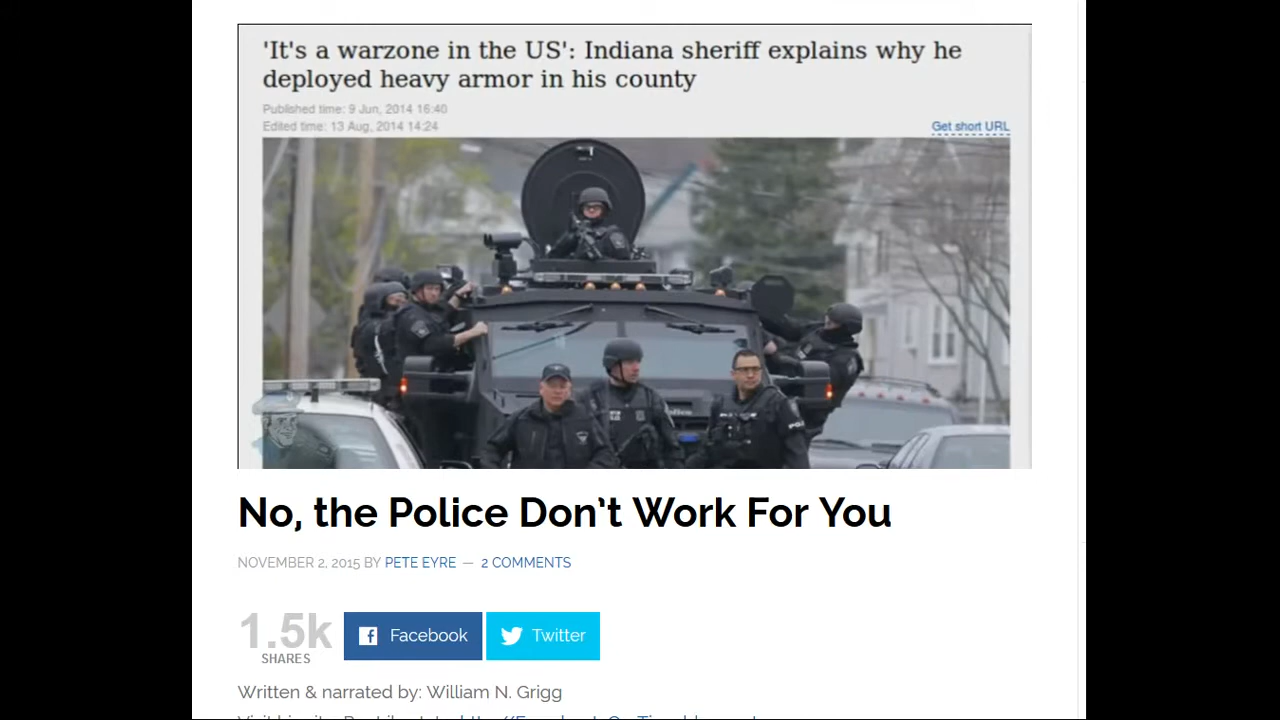 'It's a warzone in the US': Indiana sheriff explains why he
deployed heavy armor in his county
Published time: 9 Jun, 2014 16:40
Edited time: 13 Aug, 2014 14:24
Get short URL
No, the Police Don’t Work For You
NOVEMBER 2, 2015 BY PETE EYRE — 2 COMMENTS
1.5k
SHARES
Facebook
Twitter
Written & narrated by: William N. Grigg